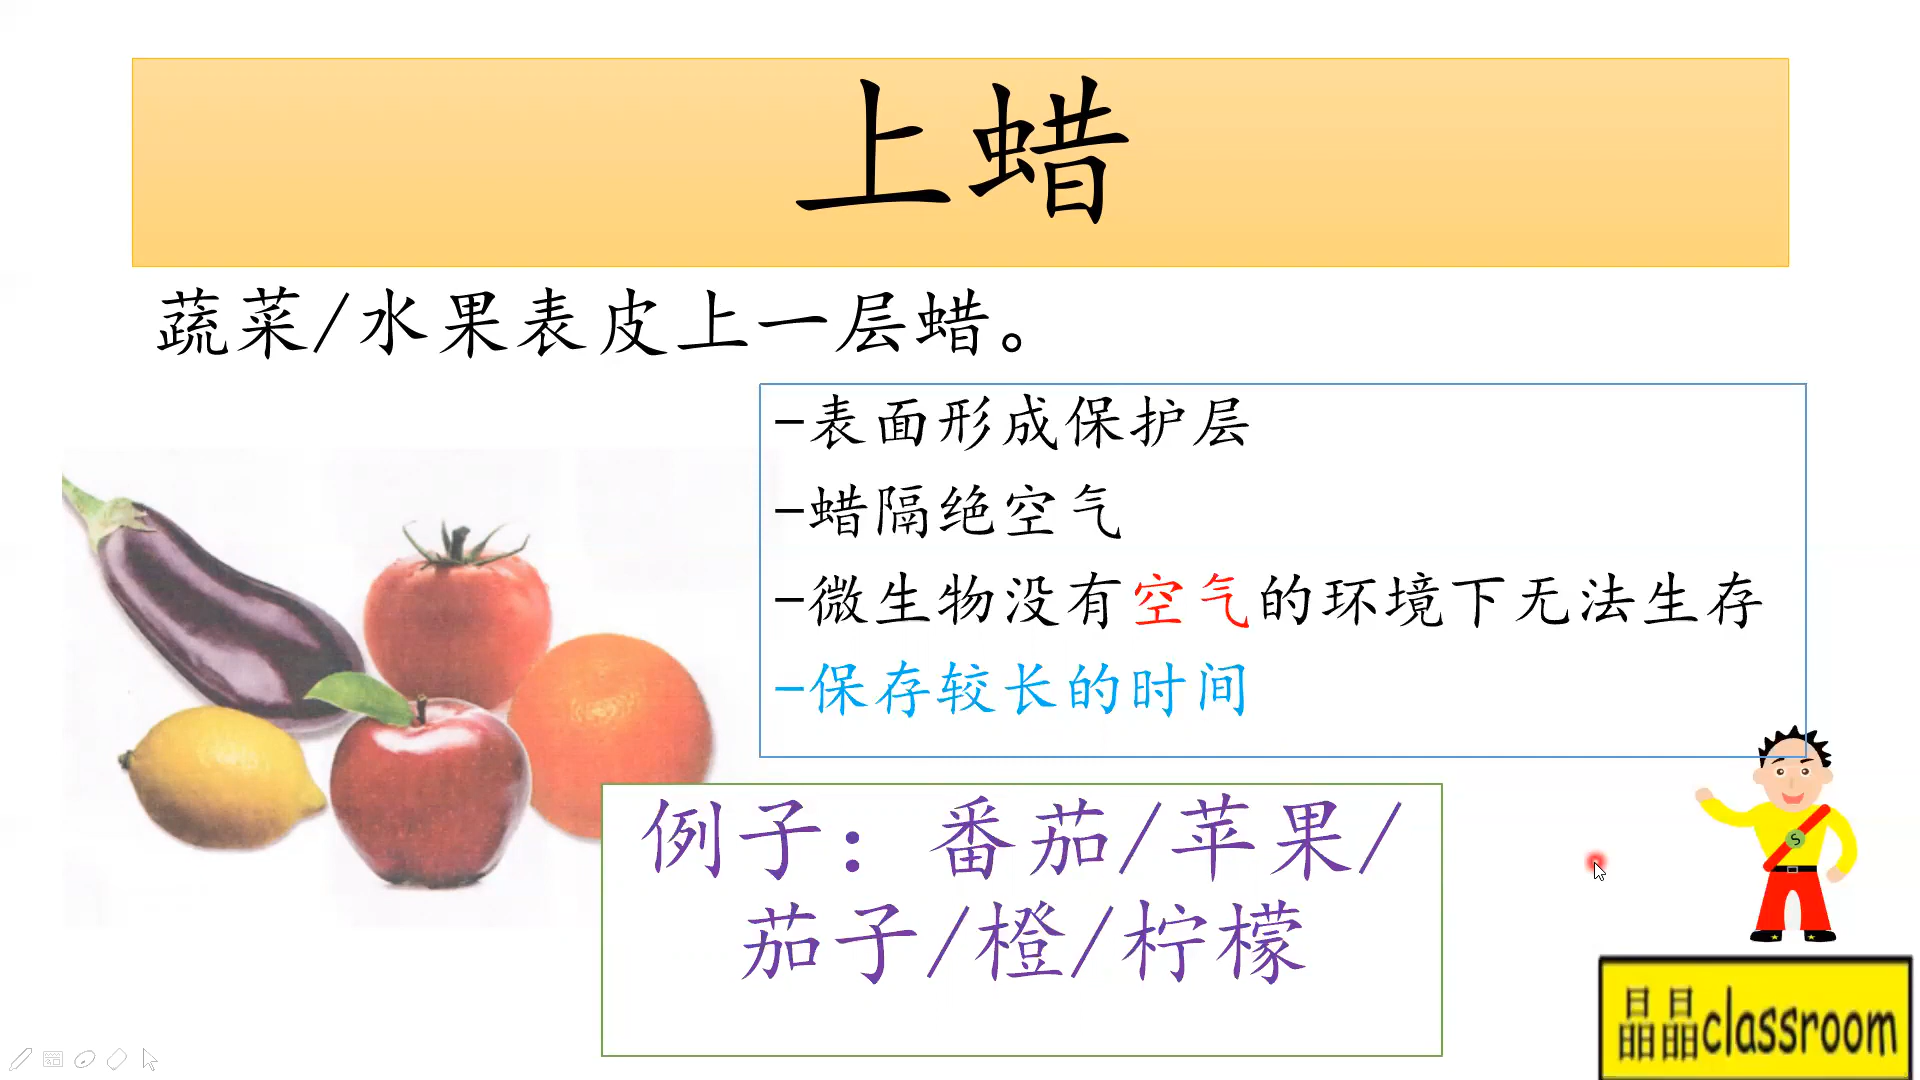 上蜡
蔬菜/水果表皮上一层蜡。
-表面形成保护层
-蜡隔绝空气
-微生物没有空气的环境下无法生存
-保存较长的时间
例子：番茄/苹果/
茄子/橙/柠檬
S
晶晶classroom